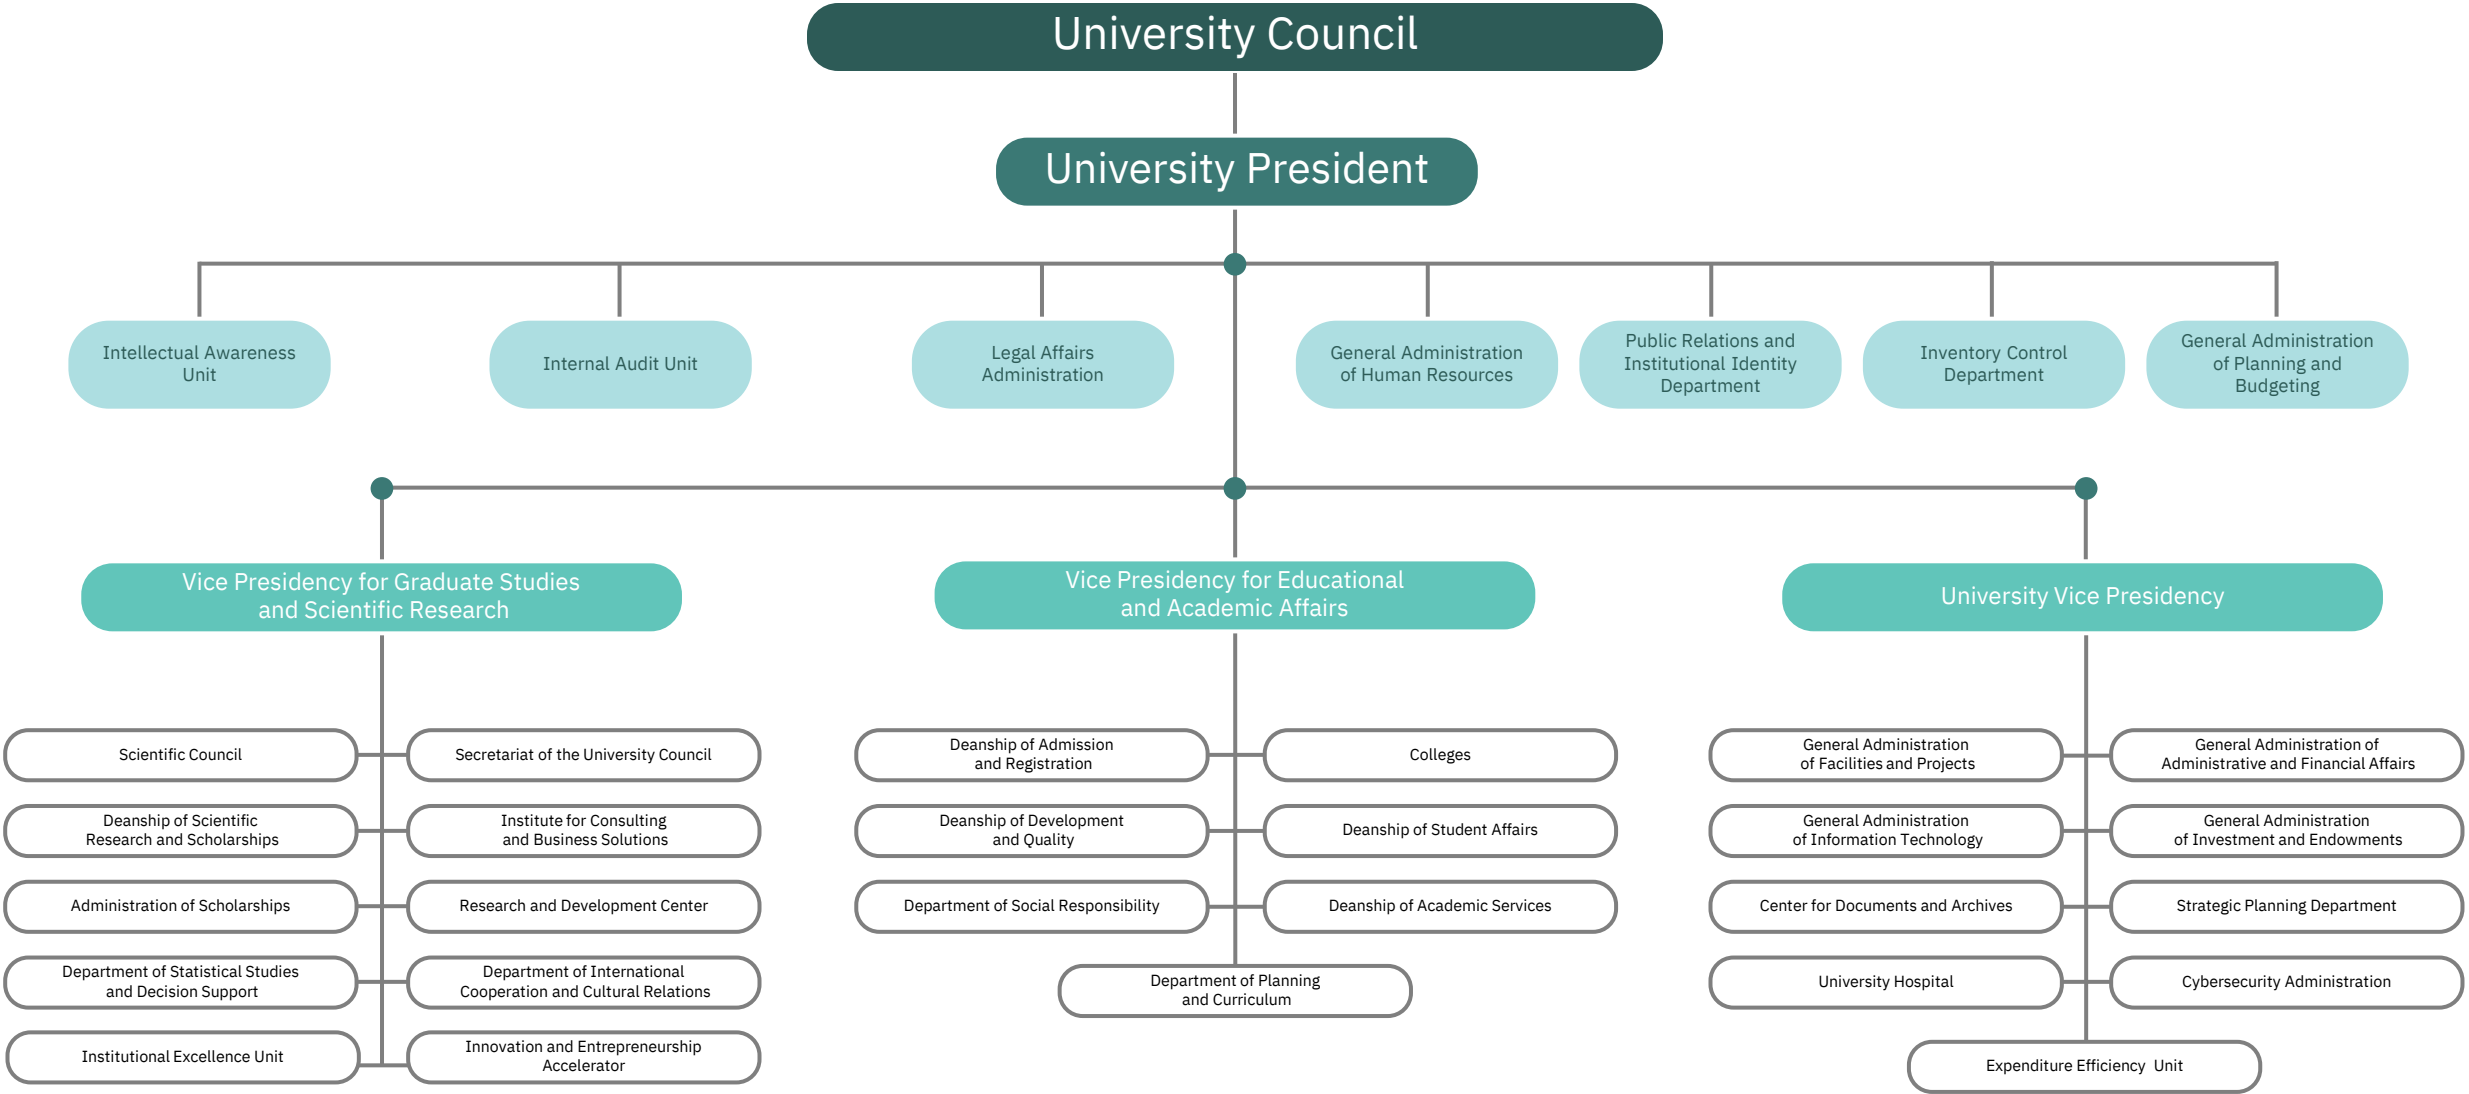 University Council
University President
Intellectual Awareness
Unit
Internal Audit Unit
Legal Affairs
Administration
General Administration
of Human Resources
Public Relations and
Institutional Identity
Department
Inventory Control
Department
General Administration
of Planning and
Budgeting
Vice Presidency for Graduate Studies
and Scientific Research
Vice Presidency for Educational
and Academic Affairs
University Vice Presidency
Scientific Council
Secretariat of the University Council
Deanship of Scientific
Research and Scholarships
Institute for Consulting
and Business Solutions
Administration of Scholarships
Research and Development Center
Department of Statistical Studies
and Decision Support
Department of International
Cooperation and Cultural Relations
Institutional Excellence Unit
Innovation and Entrepreneurship
Accelerator
Deanship of Admission
and Registration
Colleges
Deanship of Development
and Quality
Deanship of Student Affairs
Department of Social Responsibility
Deanship of Academic Services
Department of Planning
and Curriculum
General Administration
of Facilities and Projects
General Administration of
Administrative and Financial Affairs
General Administration
of Information Technology
General Administration
of Investment and Endowments
Center for Documents and Archives
Strategic Planning Department
University Hospital
Cybersecurity Administration
Expenditure Efficiency Unit